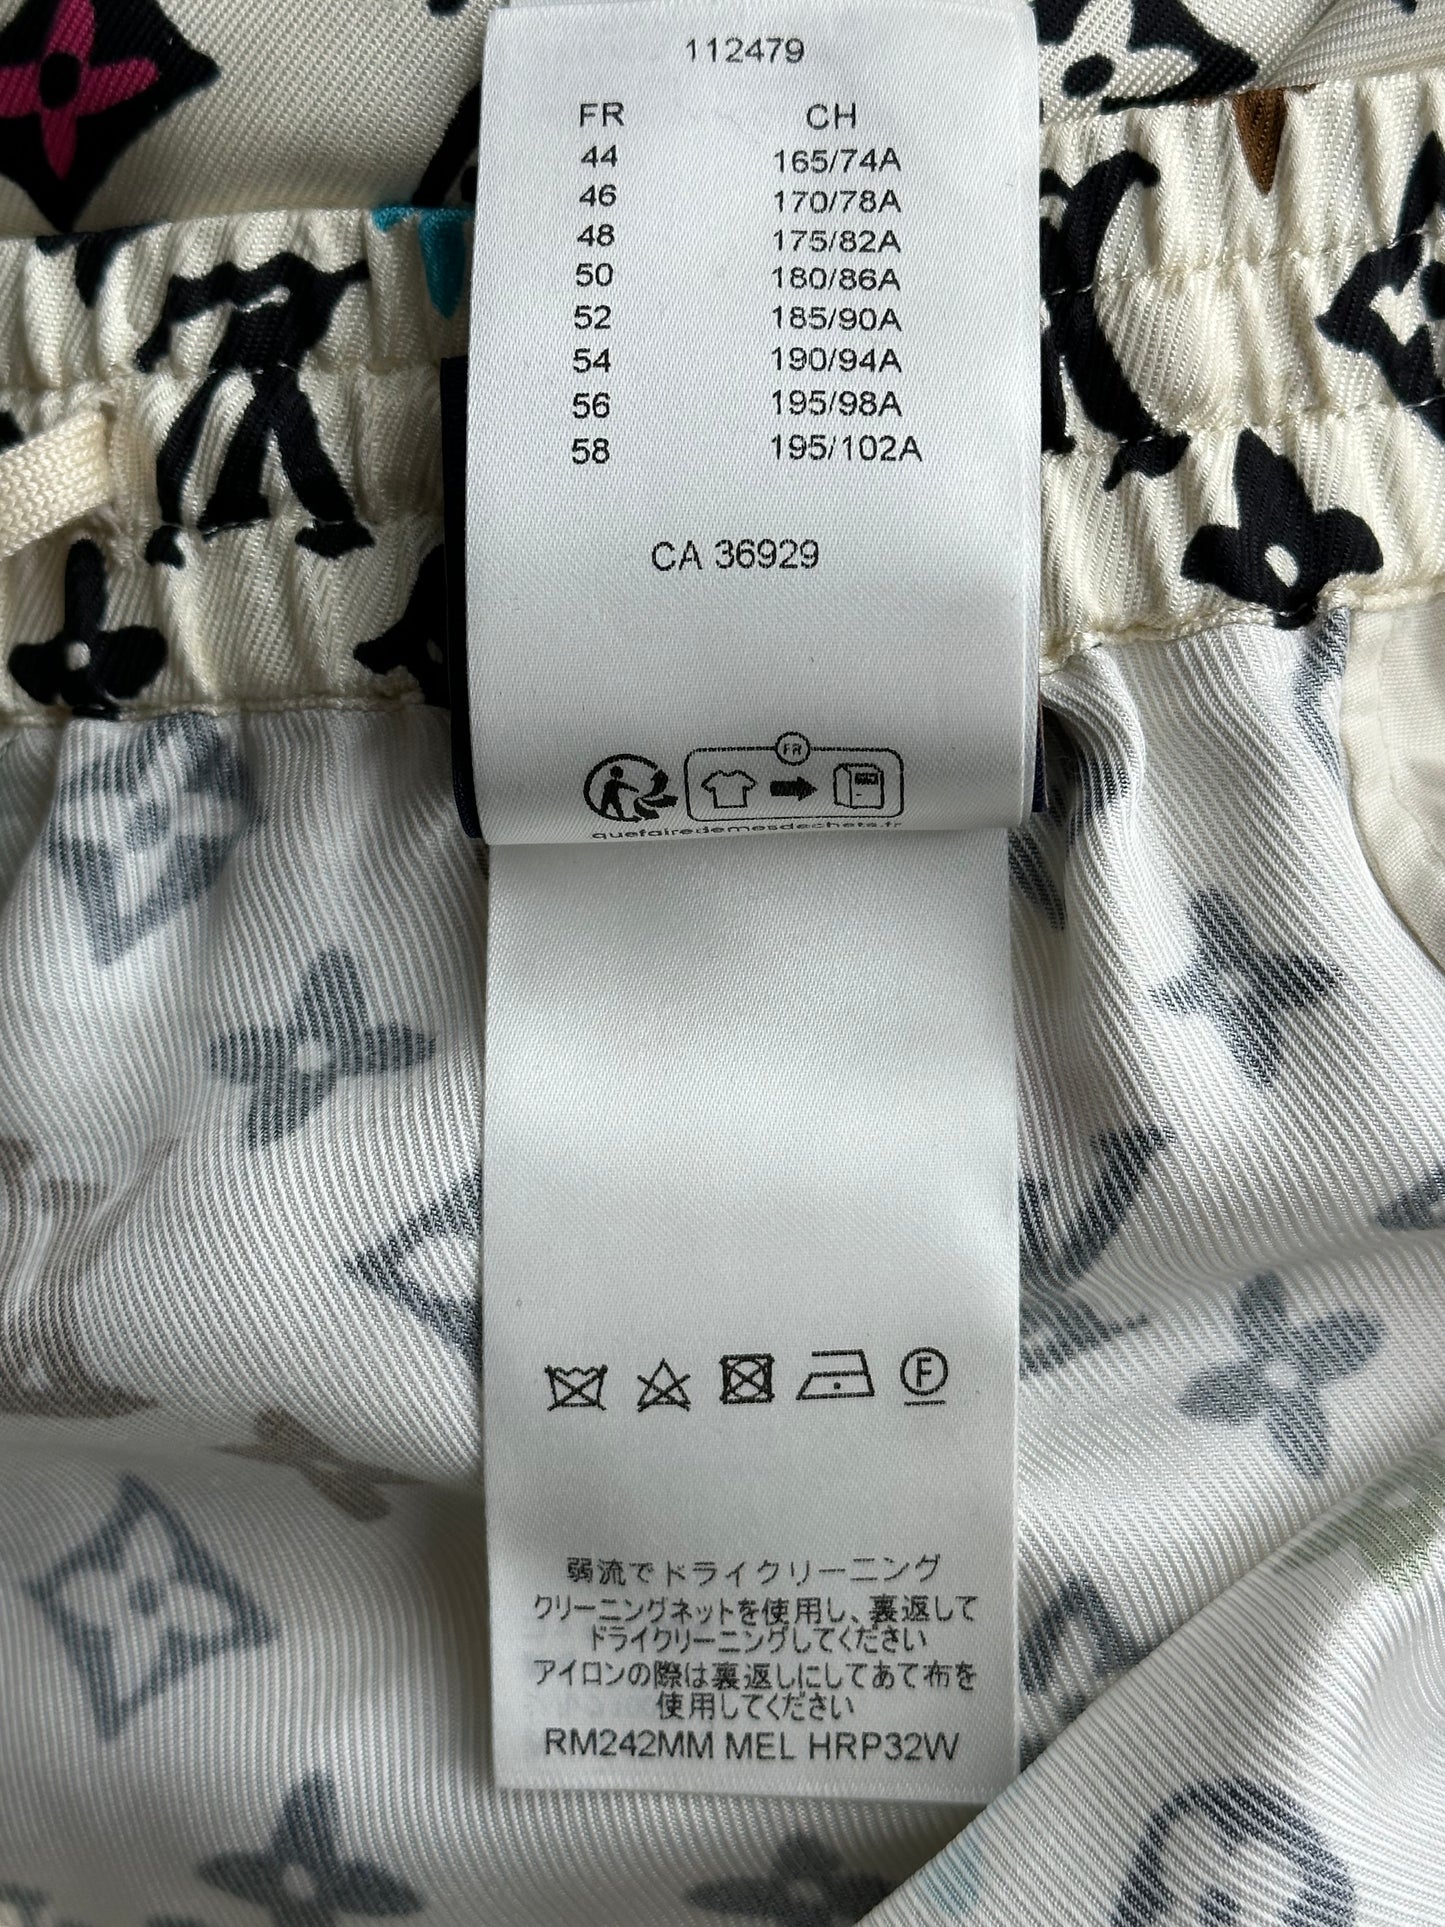 112479
FR CH
44 165/74A
46 170/78A
48 175/82A
50 180/86A
52 185/90A
54 190/94A
56 195/98A
58 195/102A
CA 36929
FR
quefairedemesdechets.fr
F
弱流でドライクリーニング
クリーニングネットを使用し、裏返して
ドライクリーニングしてください
アイロンの際は裏返しにしてあて布を
使用してください
RM242MM MEL HRP32W